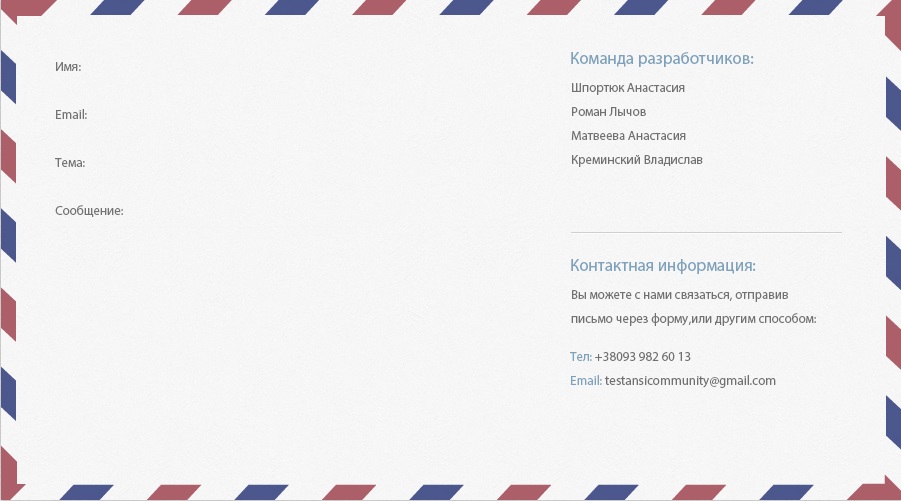 Имя:
Email:
Тема:
Сообщение:
Команда разработчиков:
Шпортюк Анастасия
Роман Лычов
Матвеева Анастасия
Креминский Владислав
Контактная информация:
Вы можете с нами связаться, отправив
письмо через форму,или другим способом:
Тел: +38093 982 60 13
Email: testansicommunity@gmail.com